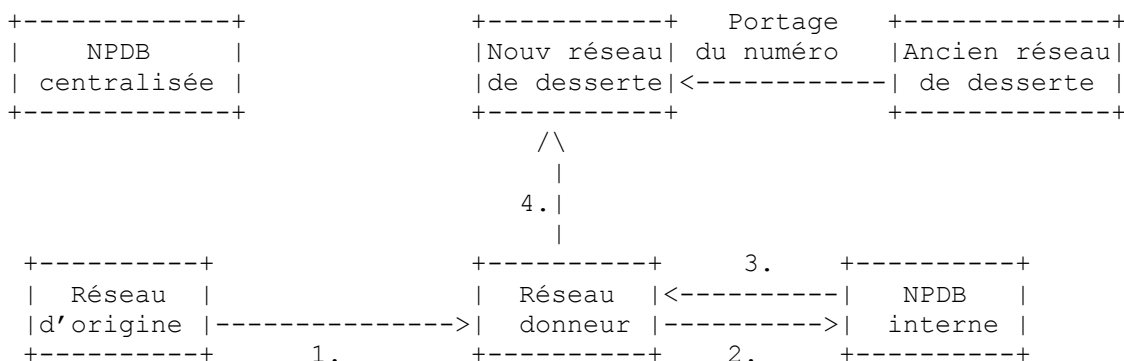 +-------------+ +-----------+ Portage +-------------+
| NPDB | |Nouv réseau| du numéro |Ancien réseau|
| centralisée | |de desserte|<------------| de desserte |
+-------------+ +-----------+ +-------------+
/\
|
4.|
|
+----------+ +----------+ 3. +----------+
| Réseau | | Réseau |<----------| NPDB |
|d’origine |--------------->| donneur |---------->| interne |
+----------+ 1. +----------+ 2. +----------+